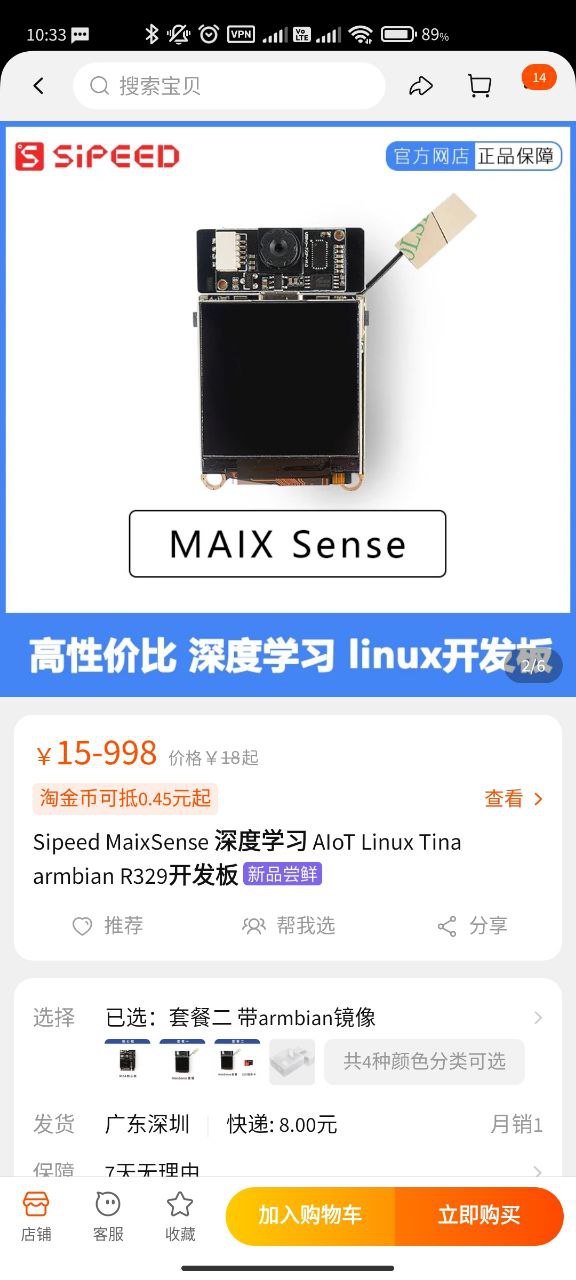 10:33
VPN
Vo LTE
89%
搜索宝贝
14
SiPEED
官方网店 正品保障
JLS
MAIX Sense
高性价比 深度学习 linux开发板
2/6
￥15-998 价格￥18起
淘金币可抵0.45元起
查看
Sipeed MaixSense 深度学习 AIoT Linux Tina
armbian R329开发板 新品尝鲜
推荐
帮我选
分享
选择 已选：套餐二 带armbian镜像
共4种颜色分类可选
发货 广东深圳 快递: 8.00元 月销1
保障 7天无理由
店铺
客服
收藏
加入购物车
立即购买